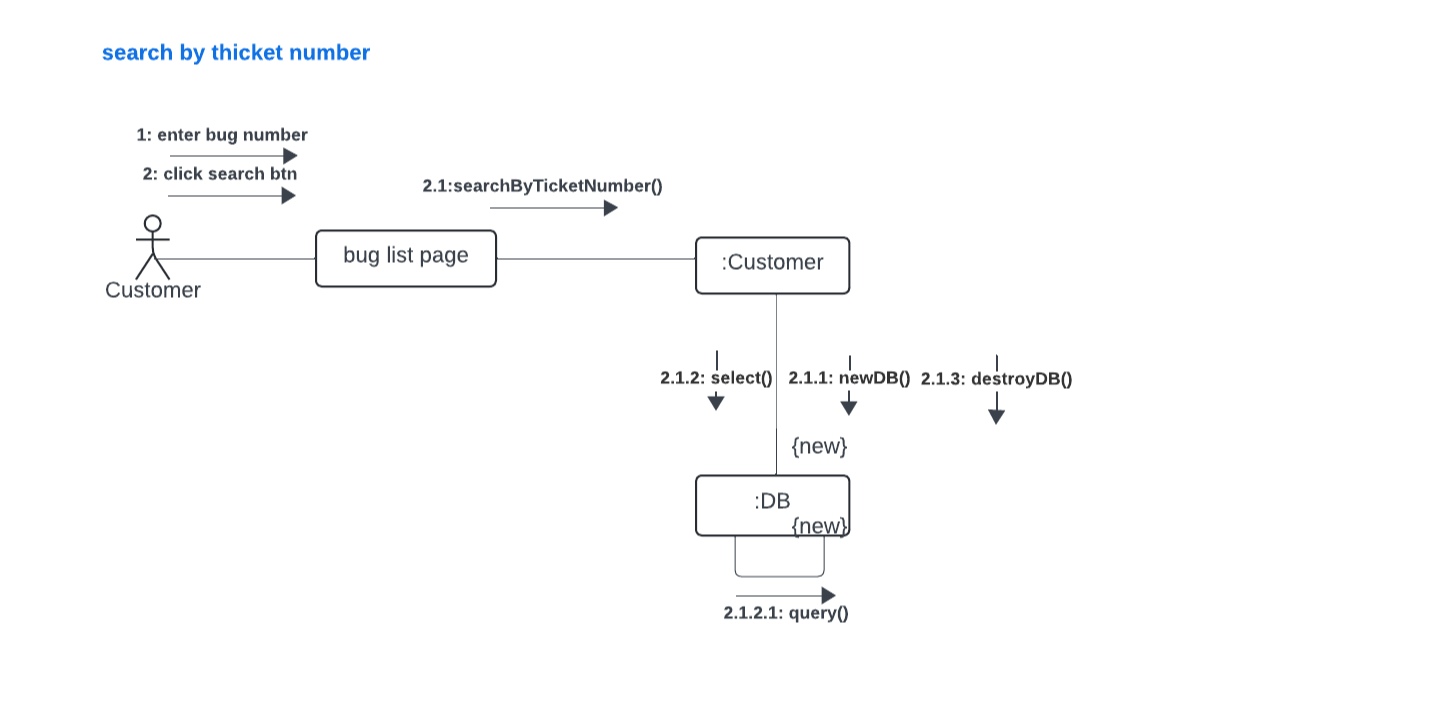 search by thicket number
1: enter bug number
2: click search btn
2.1:searchByTicketNumber()
bug list page
:Customer
Customer
2.1.2: select()
2.1.1: newDB()
2.1.3: destroyDB()
{new}
:DB
{new}
2.1.2.1: query()